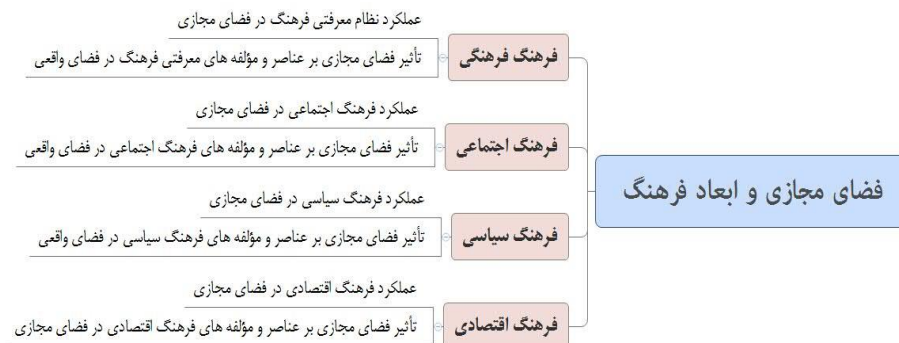 فضای مجازی و ابعاد فرهنگ
فرهنگ فرهنگی
عملکرد نظام معرفتی فرهنگ در فضای مجازی
تأثیر فضای مجازی بر عناصر و مؤلفه های معرفتی فرهنگ در فضای واقعی
فرهنگ اجتماعی
عملکرد فرهنگ اجتماعی در فضای مجازی
تأثیر فضای مجازی بر عناصر و مؤلفه های فرهنگ اجتماعی در فضای واقعی
فرهنگ سیاسی
عملکرد فرهنگ سیاسی در فضای مجازی
تأثیر فضای مجازی بر عناصر و مؤلفه های فرهنگ سیاسی در فضای واقعی
فرهنگ اقتصادی
عملکرد فرهنگ اقتصادی در فضای مجازی
تأثیر فضای مجازی بر عناصر و مؤلفه های فرهنگ اقتصادی در فضای مجازی